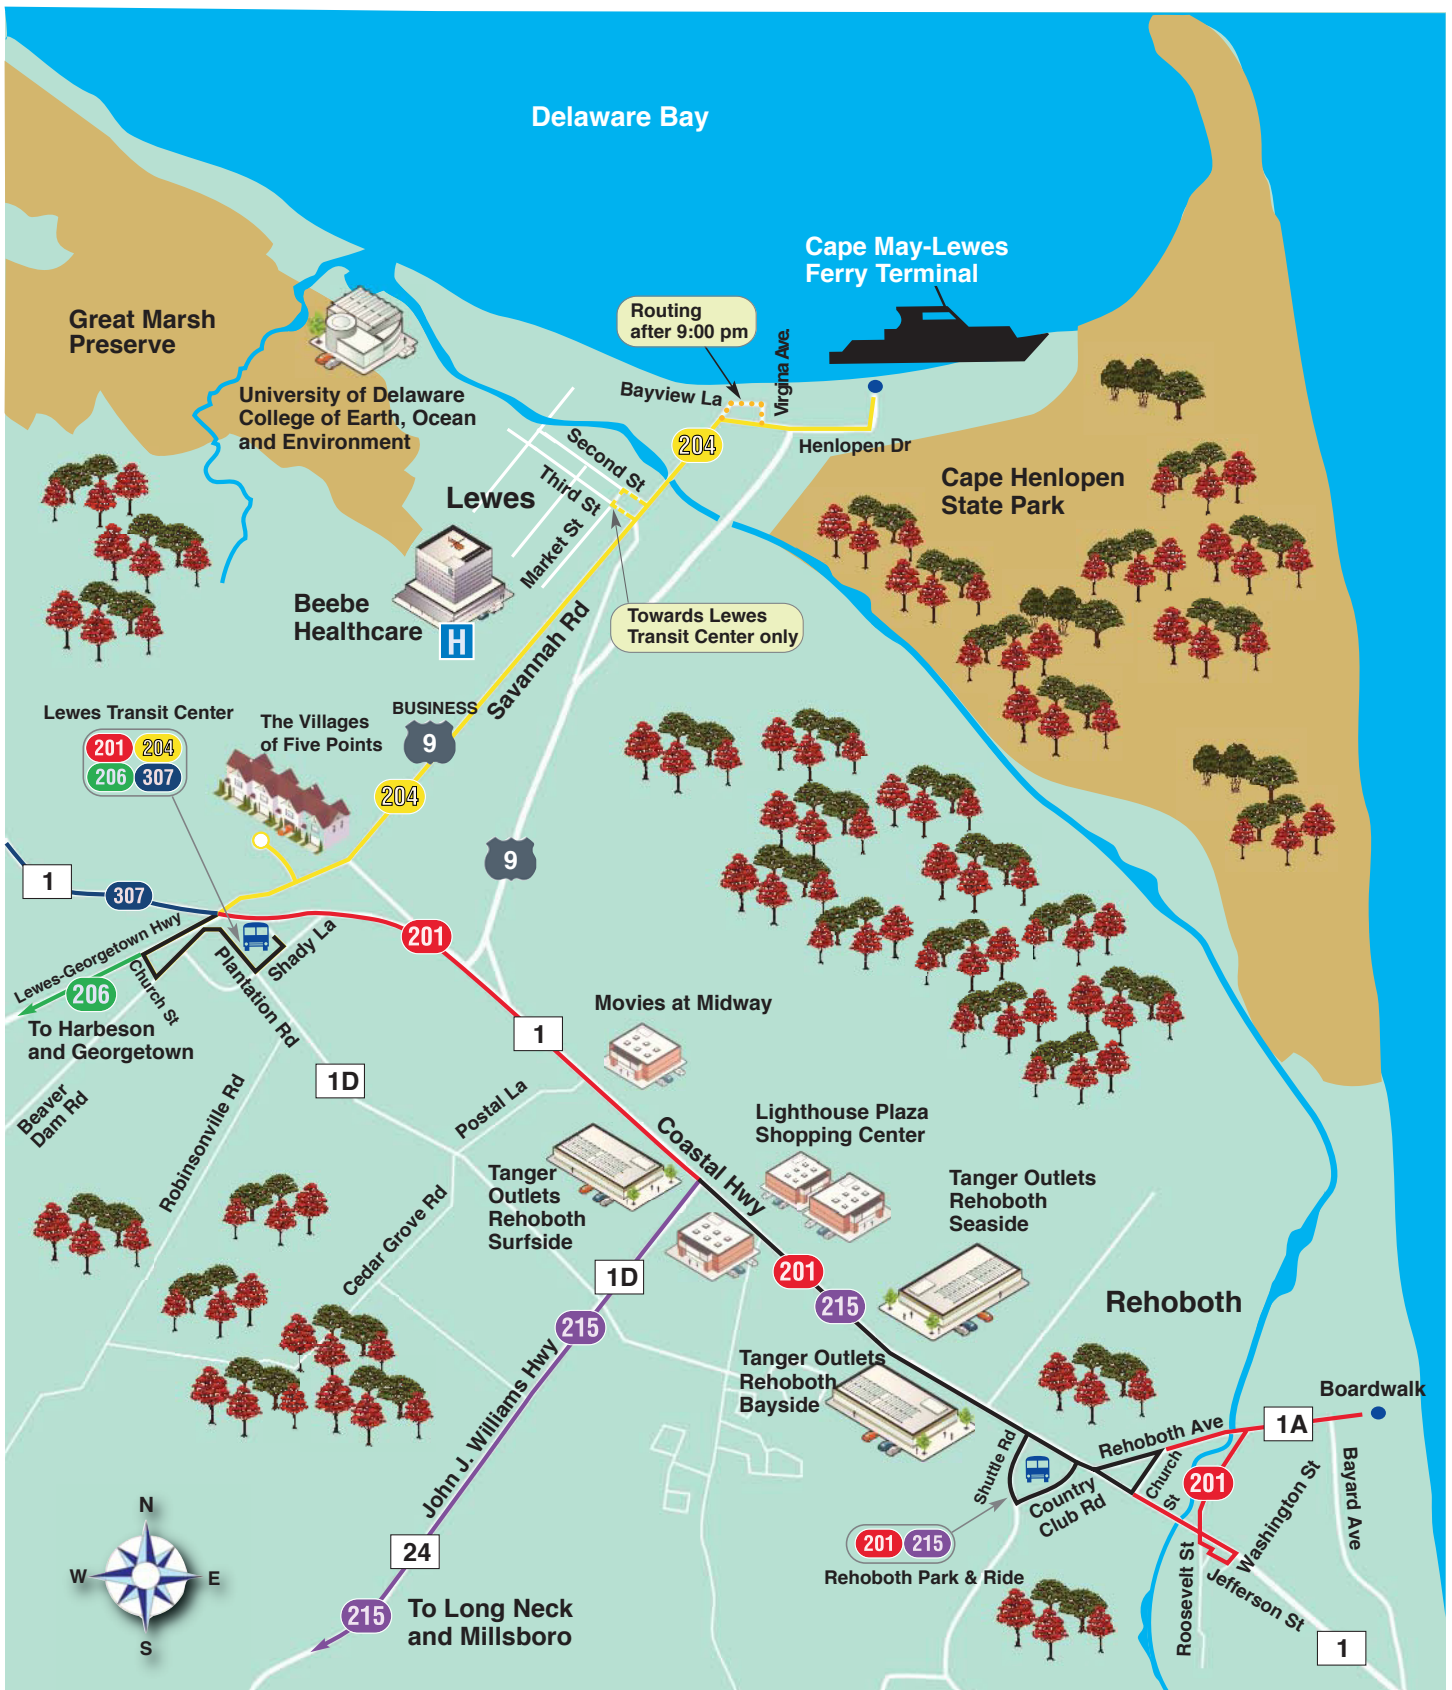 Delaware Bay
Cape May-Lewes
Ferry Terminal
Routing
after 9:00 pm
Virgina Ave.
Great Marsh
Preserve
University of Delaware
College of Earth, Ocean
and Environment
Bayview La
204
Henlopen Dr
Second St
Third St
Market St
Lewes
Cape Henlopen
State Park
Beebe
Healthcare
H
Towards Lewes
Transit Center only
Savannah Rd
Lewes Transit Center
201 204
206 307
The Villages
of Five Points
BUSINESS
9
204
9
1
307
201
Lewes-Georgetown Hwy
206
Church St
Plantation Rd
Shady La
To Harbeson
and Georgetown
Movies at Midway
1
1D
Beaver
Dam Rd
Robinsonville Rd
Postal La
Coastal Hwy
Lighthouse Plaza
Shopping Center
Tanger
Outlets
Rehoboth
Surfside
Tanger Outlets
Rehoboth
Seaside
Cedar Grove Rd
1D
201
215
215
Rehoboth
Tanger Outlets
Rehoboth
Bayside
Boardwalk
1A
Rehoboth Ave
John J. Williams Hwy
Shuttle Rd
Country
Club Rd
Church
St
201
Washington St
Bayard Ave
201 215
Rehoboth Park & Ride
Roosevelt St
Jefferson St
24
215
To Long Neck
and Millsboro
1
N
W
E
S